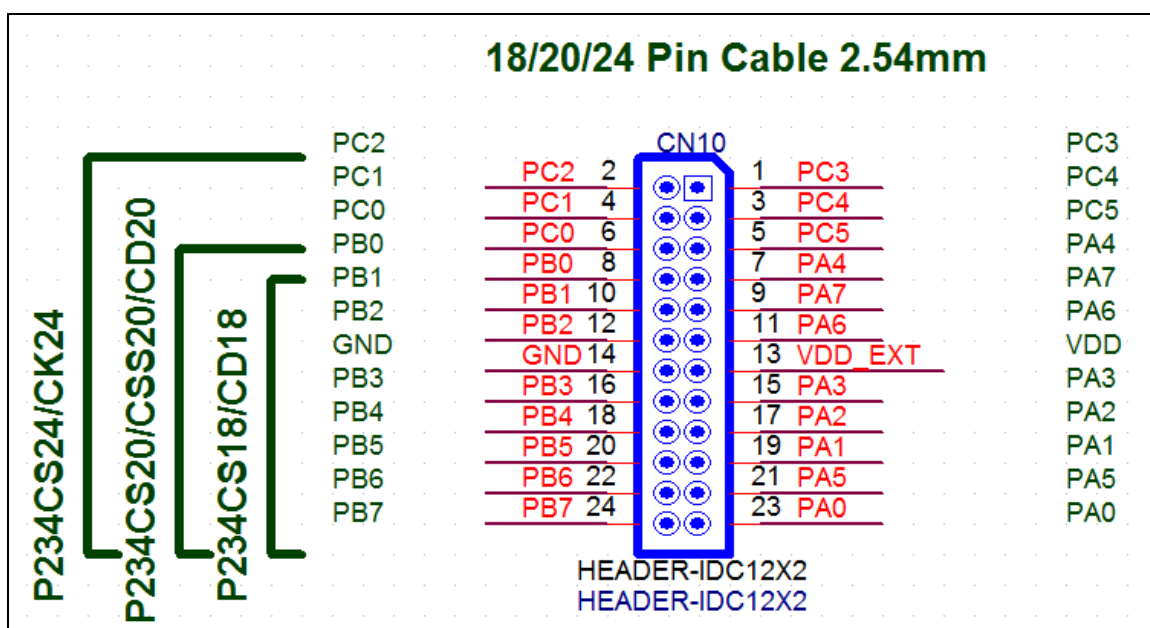 18/20/24 Pin Cable 2.54mm
P234CS24/CK24
P234CS20/CSS20/CD20
P234CS18/CD18
PC2
PC1
PC0
PB0
PB1
PB2
GND
PB3
PB4
PB5
PB6
PB7
CN10
PC2 2 1 PC3
PC1 4 3 PC4
PC0 6 5 PC5
PB0 8 7 PA4
PB1 10 9 PA7
PB2 12 11 PA6
GND 14 13 VDD_EXT
PB3 16 15 PA3
PB4 18 17 PA2
PB5 20 19 PA1
PB6 22 21 PA5
PB7 24 23 PA0
HEADER-IDC12X2
HEADER-IDC12X2
PC3
PC4
PC5
PA4
PA7
PA6
VDD
PA3
PA2
PA1
PA5
PA0